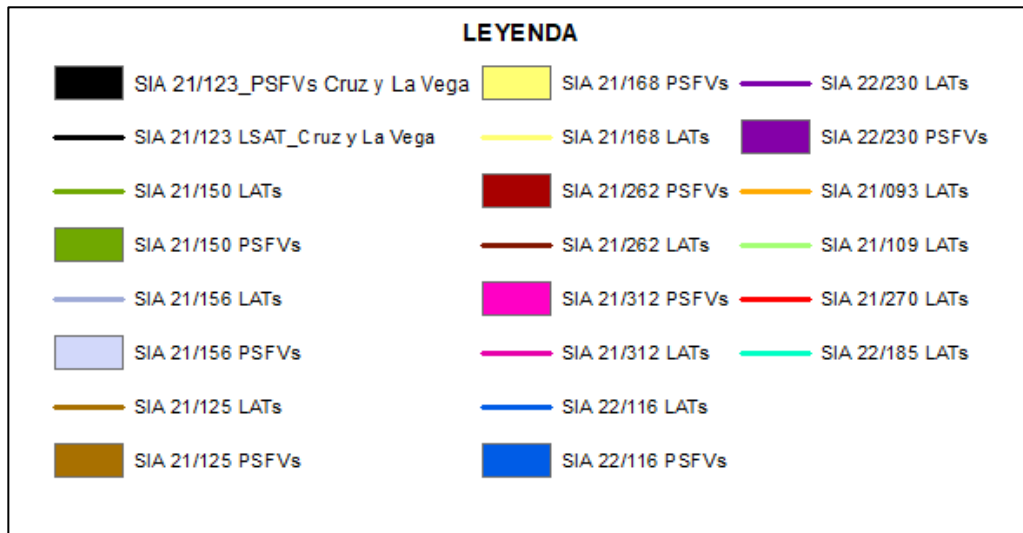 LEYENDA
SIA 21/123_PSFVs Cruz y La Vega
SIA 21/123 LSAT_Cruz y La Vega
SIA 21/150 LATs
SIA 21/150 PSFVs
SIA 21/156 LATs
SIA 21/156 PSFVs
SIA 21/125 LATs
SIA 21/125 PSFVs
SIA 21/168 PSFVs
SIA 21/168 LATs
SIA 21/262 PSFVs
SIA 21/262 LATs
SIA 21/312 PSFVs
SIA 21/312 LATs
SIA 22/116 LATs
SIA 22/116 PSFVs
SIA 22/230 LATs
SIA 22/230 PSFVs
SIA 21/093 LATs
SIA 21/109 LATs
SIA 21/270 LATs
SIA 22/185 LATs